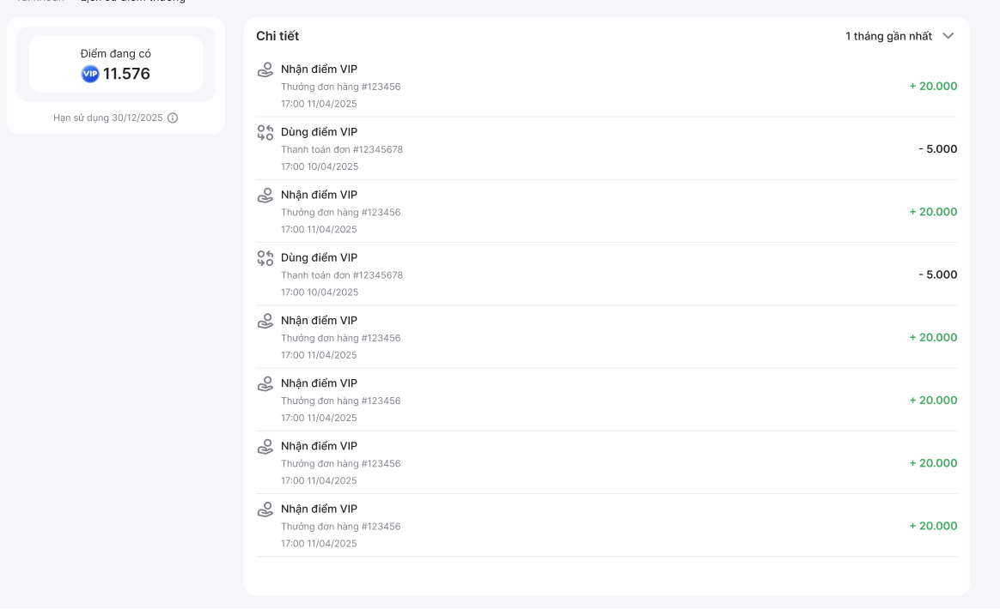 Tài khoản Lịch sử điểm thưởng
Điểm đang có
VIP 11.576
Hạn sử dụng 30/12/2025
Chi tiết
1 tháng gần nhất
Nhận điểm VIP
Thưởng đơn hàng #123456
+ 20.000
17:00 11/04/2025
Dùng điểm VIP
Thanh toán đơn #12345678
- 5.000
17:00 10/04/2025
Nhận điểm VIP
Thưởng đơn hàng #123456
+ 20.000
17:00 11/04/2025
Dùng điểm VIP
Thanh toán đơn #12345678
- 5.000
17:00 10/04/2025
Nhận điểm VIP
Thưởng đơn hàng #123456
+ 20.000
17:00 11/04/2025
Nhận điểm VIP
Thưởng đơn hàng #123456
+ 20.000
17:00 11/04/2025
Nhận điểm VIP
Thưởng đơn hàng #123456
+ 20.000
17:00 11/04/2025
Nhận điểm VIP
Thưởng đơn hàng #123456
+ 20.000
17:00 11/04/2025